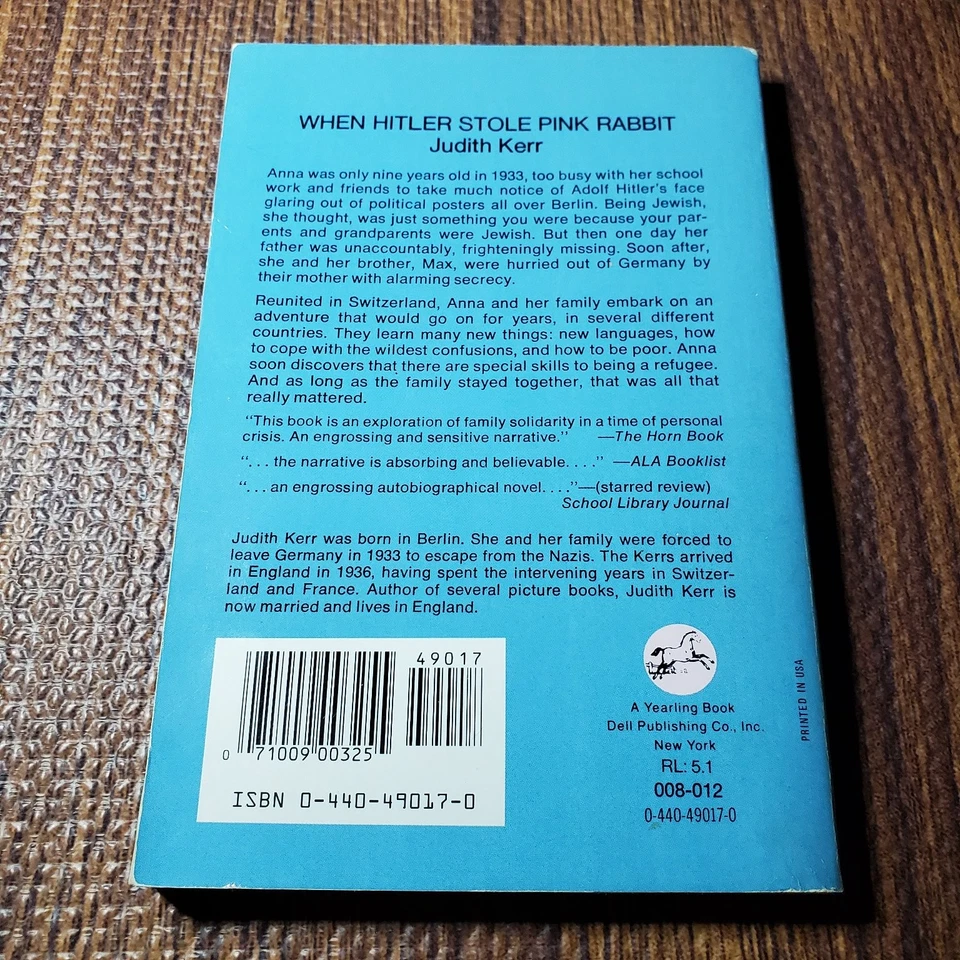 WHEN HITLER STOLE PINK RABBIT
Judith Kerr
Anna was only nine years old in 1933, too busy with her school
work and friends to take much notice of Adolf Hitler's face
glaring out of political posters all over Berlin. Being Jewish,
she thought, was just something you were because your par-
ents and grandparents were Jewish. But then one day her
father was unaccountably, frighteningly missing. Soon after,
she and her brother, Max, were hurried out of Germany by
their mother with alarming secrecy.
Reunited in Switzerland, Anna and her family embark on an
adventure that would go on for years, in several different
countries. They learn many new things: new languages, how
to cope with the wildest confusions, and how to be poor. Anna
soon discovers that there are special skills to being a refugee.
And as long as the family stayed together, that was all that
really mattered.
"This book is an exploration of family solidarity in a time of personal
crisis. An engrossing and sensitive narrative." —The Horn Book
". . . the narrative is absorbing and believable. . . ." —ALA Booklist
". . . an engrossing autobiographical novel. . . ."—(starred review)
School Library Journal
Judith Kerr was born in Berlin. She and her family were forced to
leave Germany in 1933 to escape from the Nazis. The Kerrs arrived
in England in 1936, having spent the intervening years in Switzer-
land and France. Author of several picture books, Judith Kerr is
now married and lives in England.
49017
0 71009 00325
ISBN 0-440-49017-0
A Yearling Book
Dell Publishing Co., Inc.
New York
RL: 5.1
008-012
0-440-49017-0
PRINTED IN USA